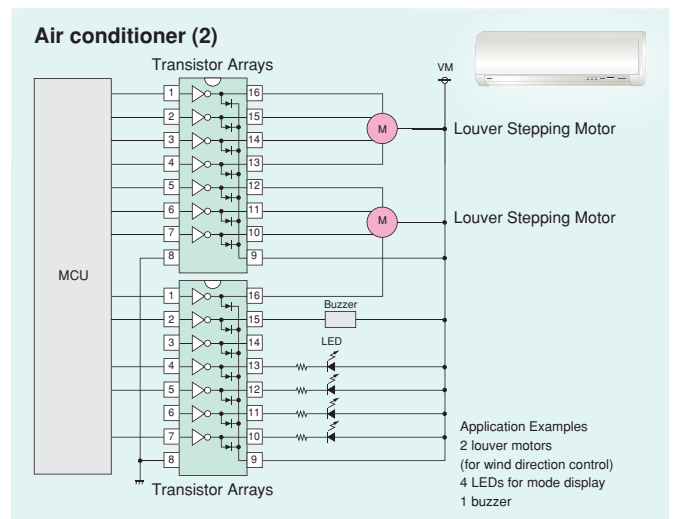 Air conditioner (2)
Transistor Arrays
VM
1 16
2 15
3 14
4 13
5 12
6 11
7 10
8 9
M
Louver Stepping Motor
M
Louver Stepping Motor
MCU
1 16
2 15
3 14
4 13
5 12
6 11
7 10
8 9
Buzzer
LED
Transistor Arrays
Application Examples
2 louver motors
(for wind direction control)
4 LEDs for mode display
1 buzzer